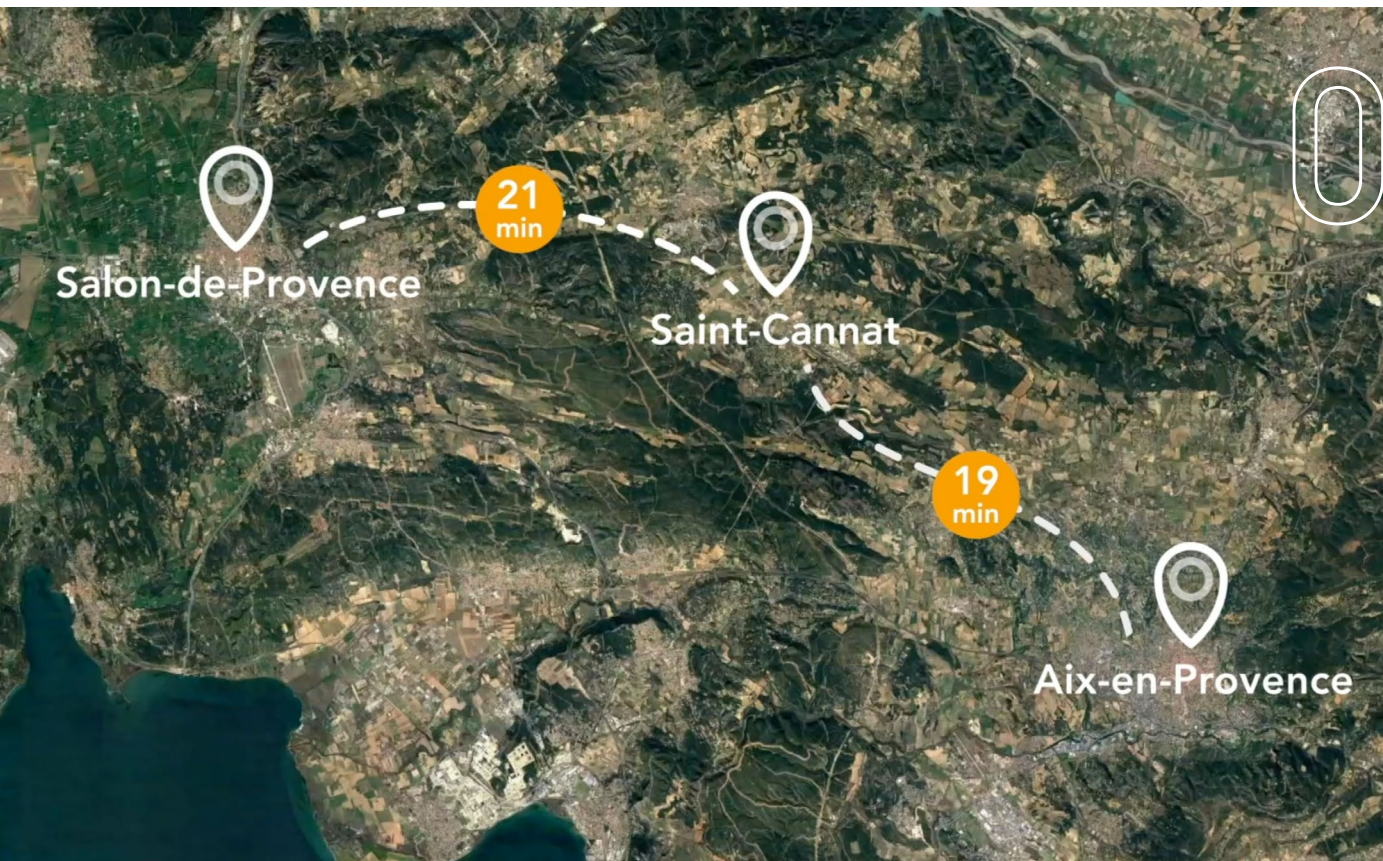 21
min
Salon-de-Provence
Saint-Cannat
19
min
Aix-en-Provence